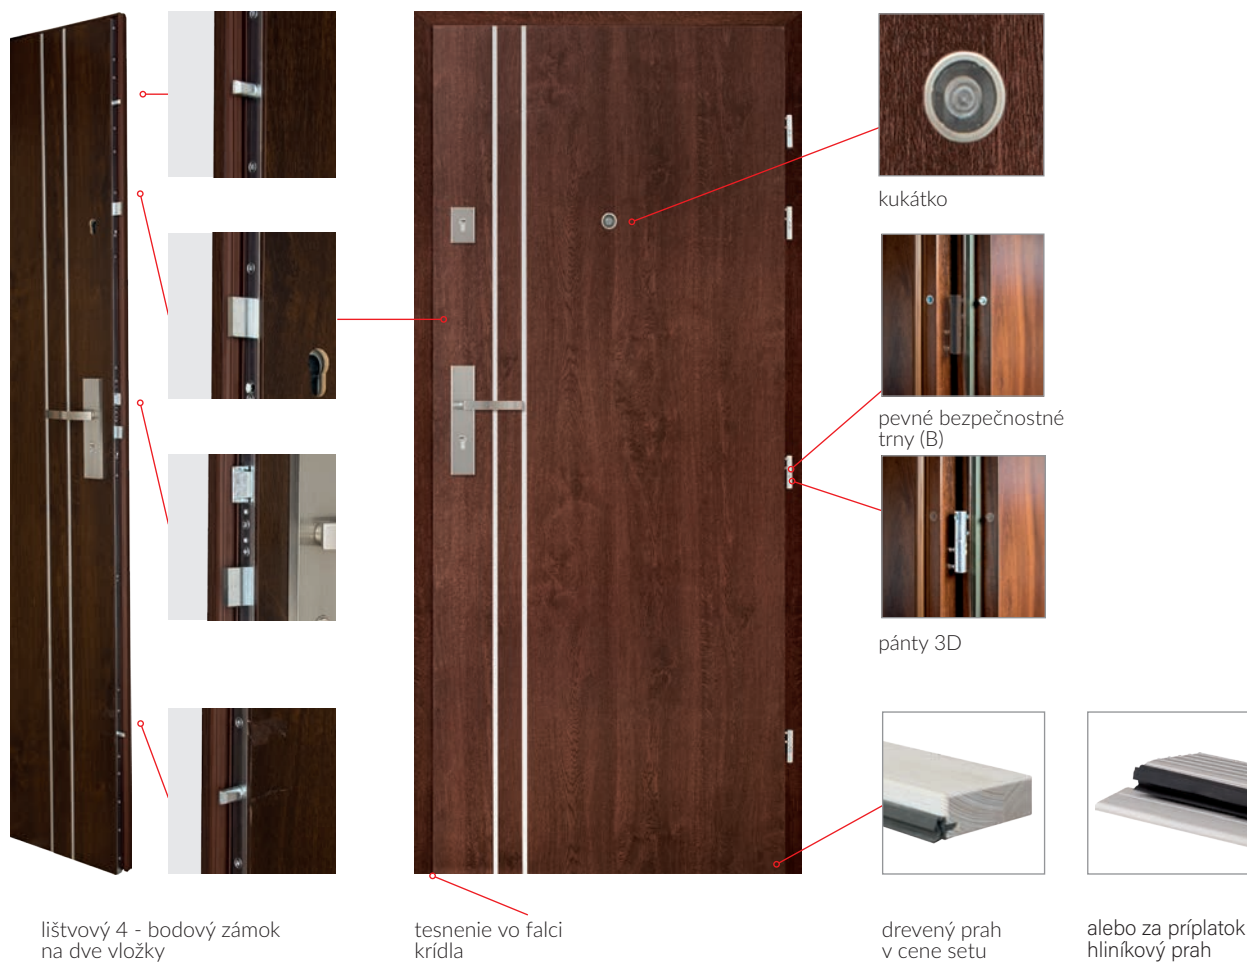 kukátko
pevné bezpečnostné
trny (B)
pánty 3D
lištvový 4 - bodový zámok
na dve vložky
tesnenie vo falci
krídla
drevený prah
v cene setu
alebo za príplatok
hliníkový prah